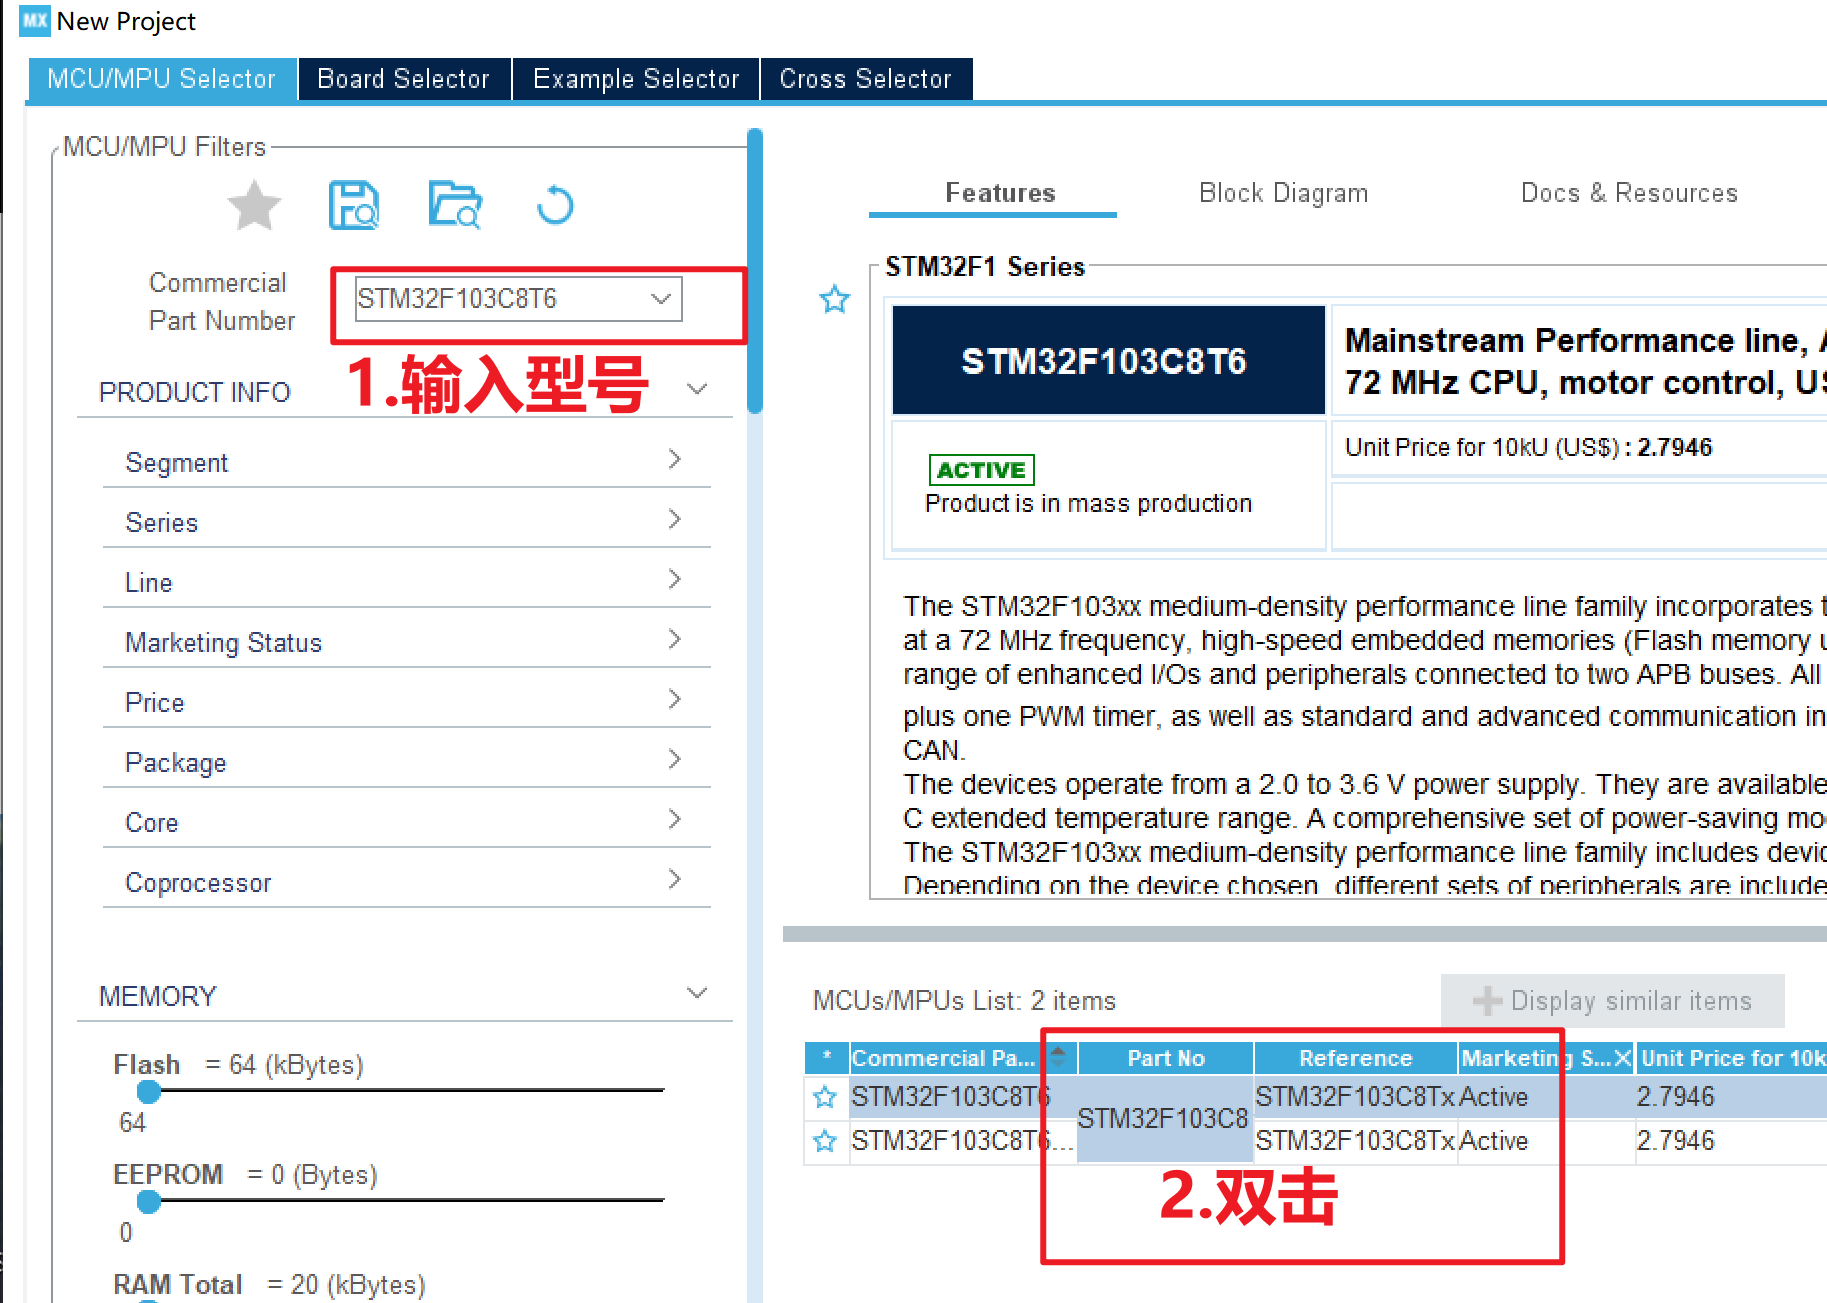 MX New Project
MCU/MPU Selector
Board Selector
Example Selector
Cross Selector
MCU/MPU Filters
Commercial
Part Number
STM32F103C8T6
1.输入型号
PRODUCT INFO
Segment
Series
Line
Marketing Status
Price
Package
Core
Coprocessor
MEMORY
Flash = 64 (kBytes)
64
EEPROM = 0 (Bytes)
0
RAM Total = 20 (kBytes)
Features
Block Diagram
Docs & Resources
STM32F1 Series
STM32F103C8T6
Mainstream Performance line,
72 MHz CPU, motor control,
ACTIVE
Product is in mass production
Unit Price for 10kU (US$) : 2.7946
The STM32F103xx medium-density performance line family incorporates
at a 72 MHz frequency, high-speed embedded memories (Flash memory
range of enhanced I/Os and peripherals connected to two APB buses. All
plus one PWM timer, as well as standard and advanced communication in
CAN.
The devices operate from a 2.0 to 3.6 V power supply. They are available
C extended temperature range. A comprehensive set of power-saving mo
The STM32F103xx medium-density performance line family includes devic
Depending on the device chosen, different sets of peripherals are include
MCUs/MPUs List: 2 items
Display similar items
* Commercial Pa... Part No Reference Marketing S... Unit Price for 10k
STM32F103C8T6 STM32F103C8 STM32F103C8Tx Active 2.7946
STM32F103C8T6... STM32F103C8Tx Active 2.7946
2.双击